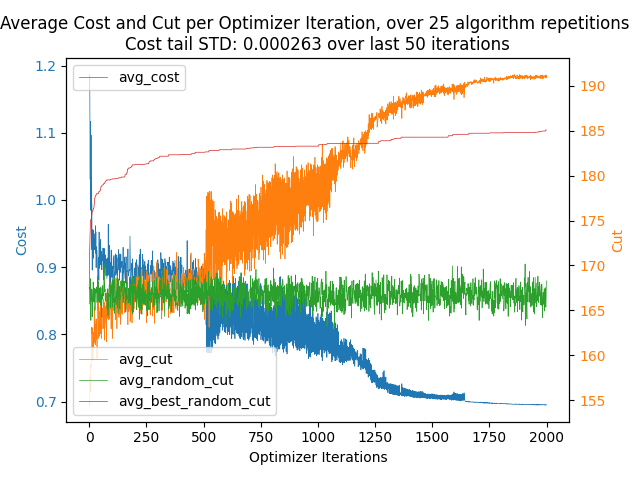 Average Cost and Cut per Optimizer Iteration, over 25 algorithm repetitions
Cost tail STD: 0.000263 over last 50 iterations
avg_cost
1.2
1.1
1.0
0.9
0.8
0.7
Cost
190
185
180
175
170
165
160
155
Cut
avg_cut
avg_random_cut
avg_best_random_cut
0 250 500 750 1000 1250 1500 1750 2000
Optimizer Iterations